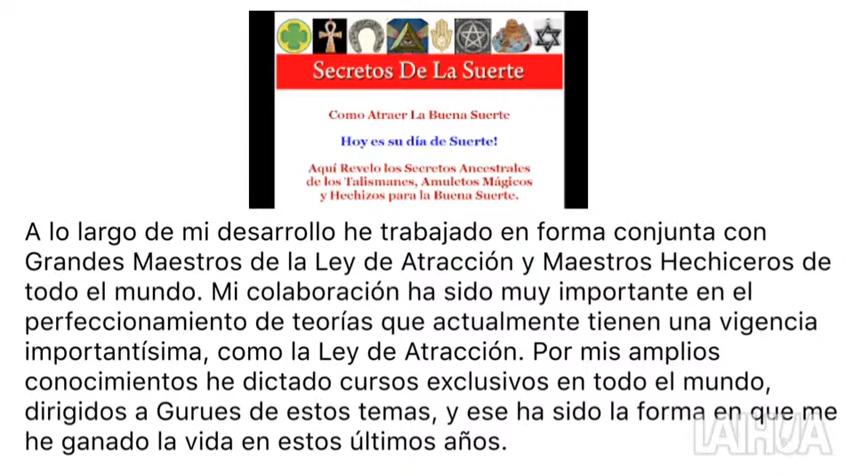 Secretos De La Suerte
Como Atraer La Buena Suerte
Hoy es su día de Suerte!
Aquí Revelo los Secretos Ancestrales
de los Talismanes, Amuletos Mágicos
y Hechizos para la Buena Suerte.
A lo largo de mi desarrollo he trabajado en forma conjunta con
Grandes Maestros de la Ley de Atracción y Maestros Hechiceros de
todo el mundo. Mi colaboración ha sido muy importante en el
perfeccionamiento de teorías que actualmente tienen una vigencia
importantísima, como la Ley de Atracción. Por mis amplios
conocimientos he dictado cursos exclusivos en todo el mundo,
dirigidos a Gurues de estos temas, y ese ha sido la forma en que me
he ganado la vida en estos últimos años.
LAIHUA